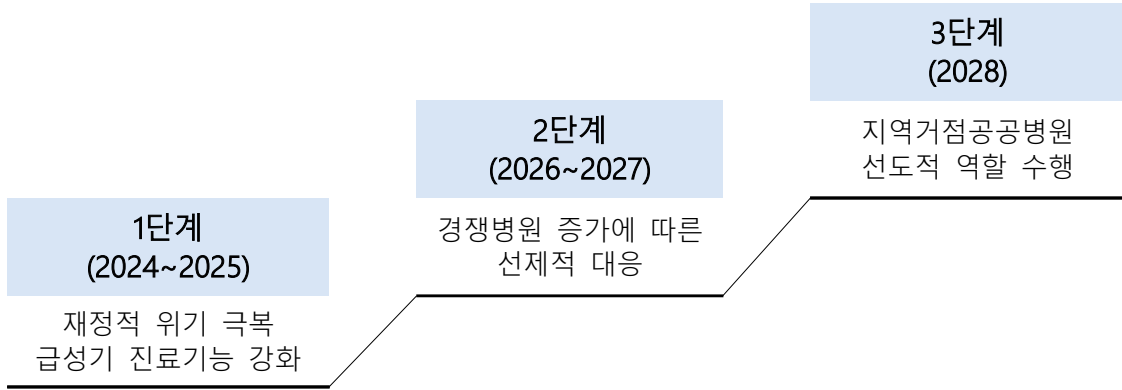 1단계
(2024~2025)
재정적 위기 극복
급성기 진료기능 강화
2단계
(2026~2027)
경쟁병원 증가에 따른
선제적 대응
3단계
(2028)
지역거점공공병원
선도적 역할 수행